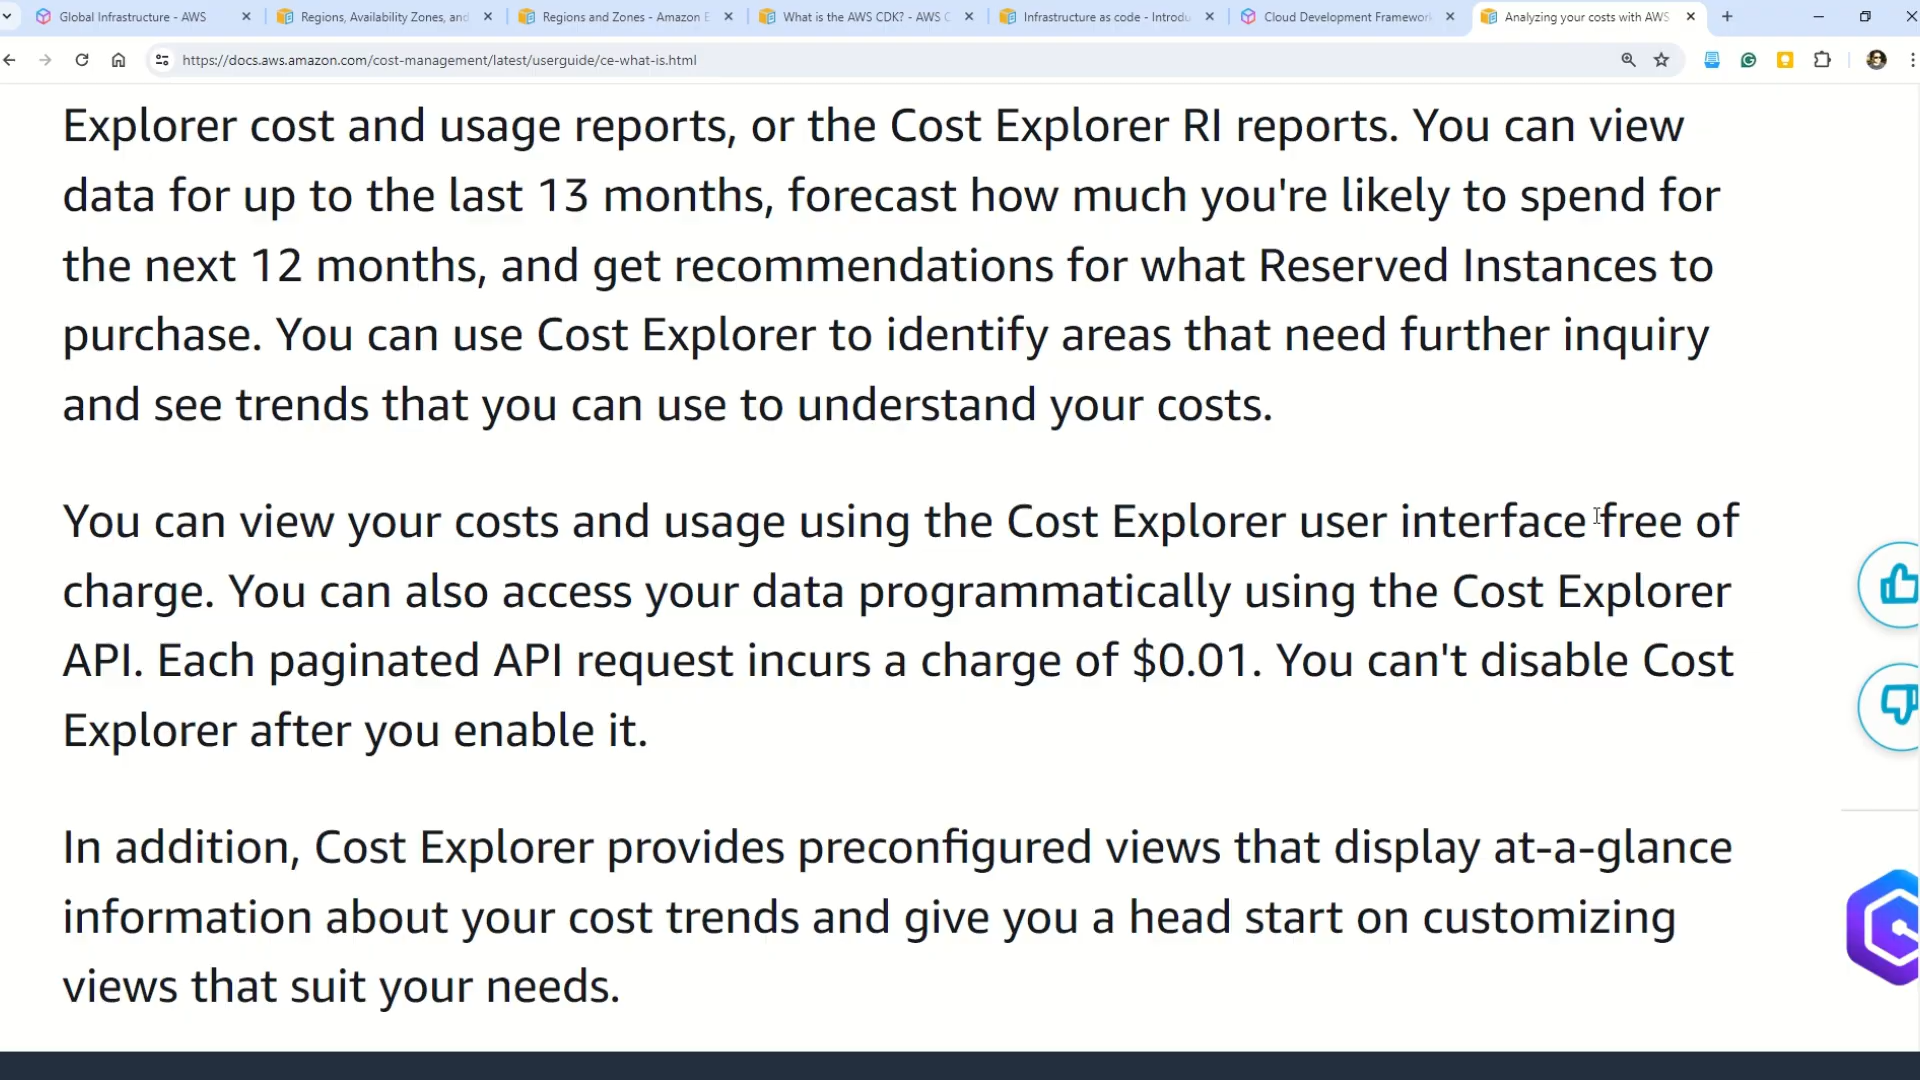 Global Infrastructure - AWS
Regions, Availability Zones, and
Regions and Zones - Amazon E
What is the AWS CDK? - AWS C
Infrastructure as code - Introdu
Cloud Development Framework
Analyzing your costs with AWS
https://docs.aws.amazon.com/cost-management/latest/userguide/ce-what-is.html
Explorer cost and usage reports, or the Cost Explorer RI reports. You can view
data for up to the last 13 months, forecast how much you're likely to spend for
the next 12 months, and get recommendations for what Reserved Instances to
purchase. You can use Cost Explorer to identify areas that need further inquiry
and see trends that you can use to understand your costs.
You can view your costs and usage using the Cost Explorer user interface free of
charge. You can also access your data programmatically using the Cost Explorer
API. Each paginated API request incurs a charge of $0.01. You can't disable Cost
Explorer after you enable it.
In addition, Cost Explorer provides preconfigured views that display at-a-glance
information about your cost trends and give you a head start on customizing
views that suit your needs.